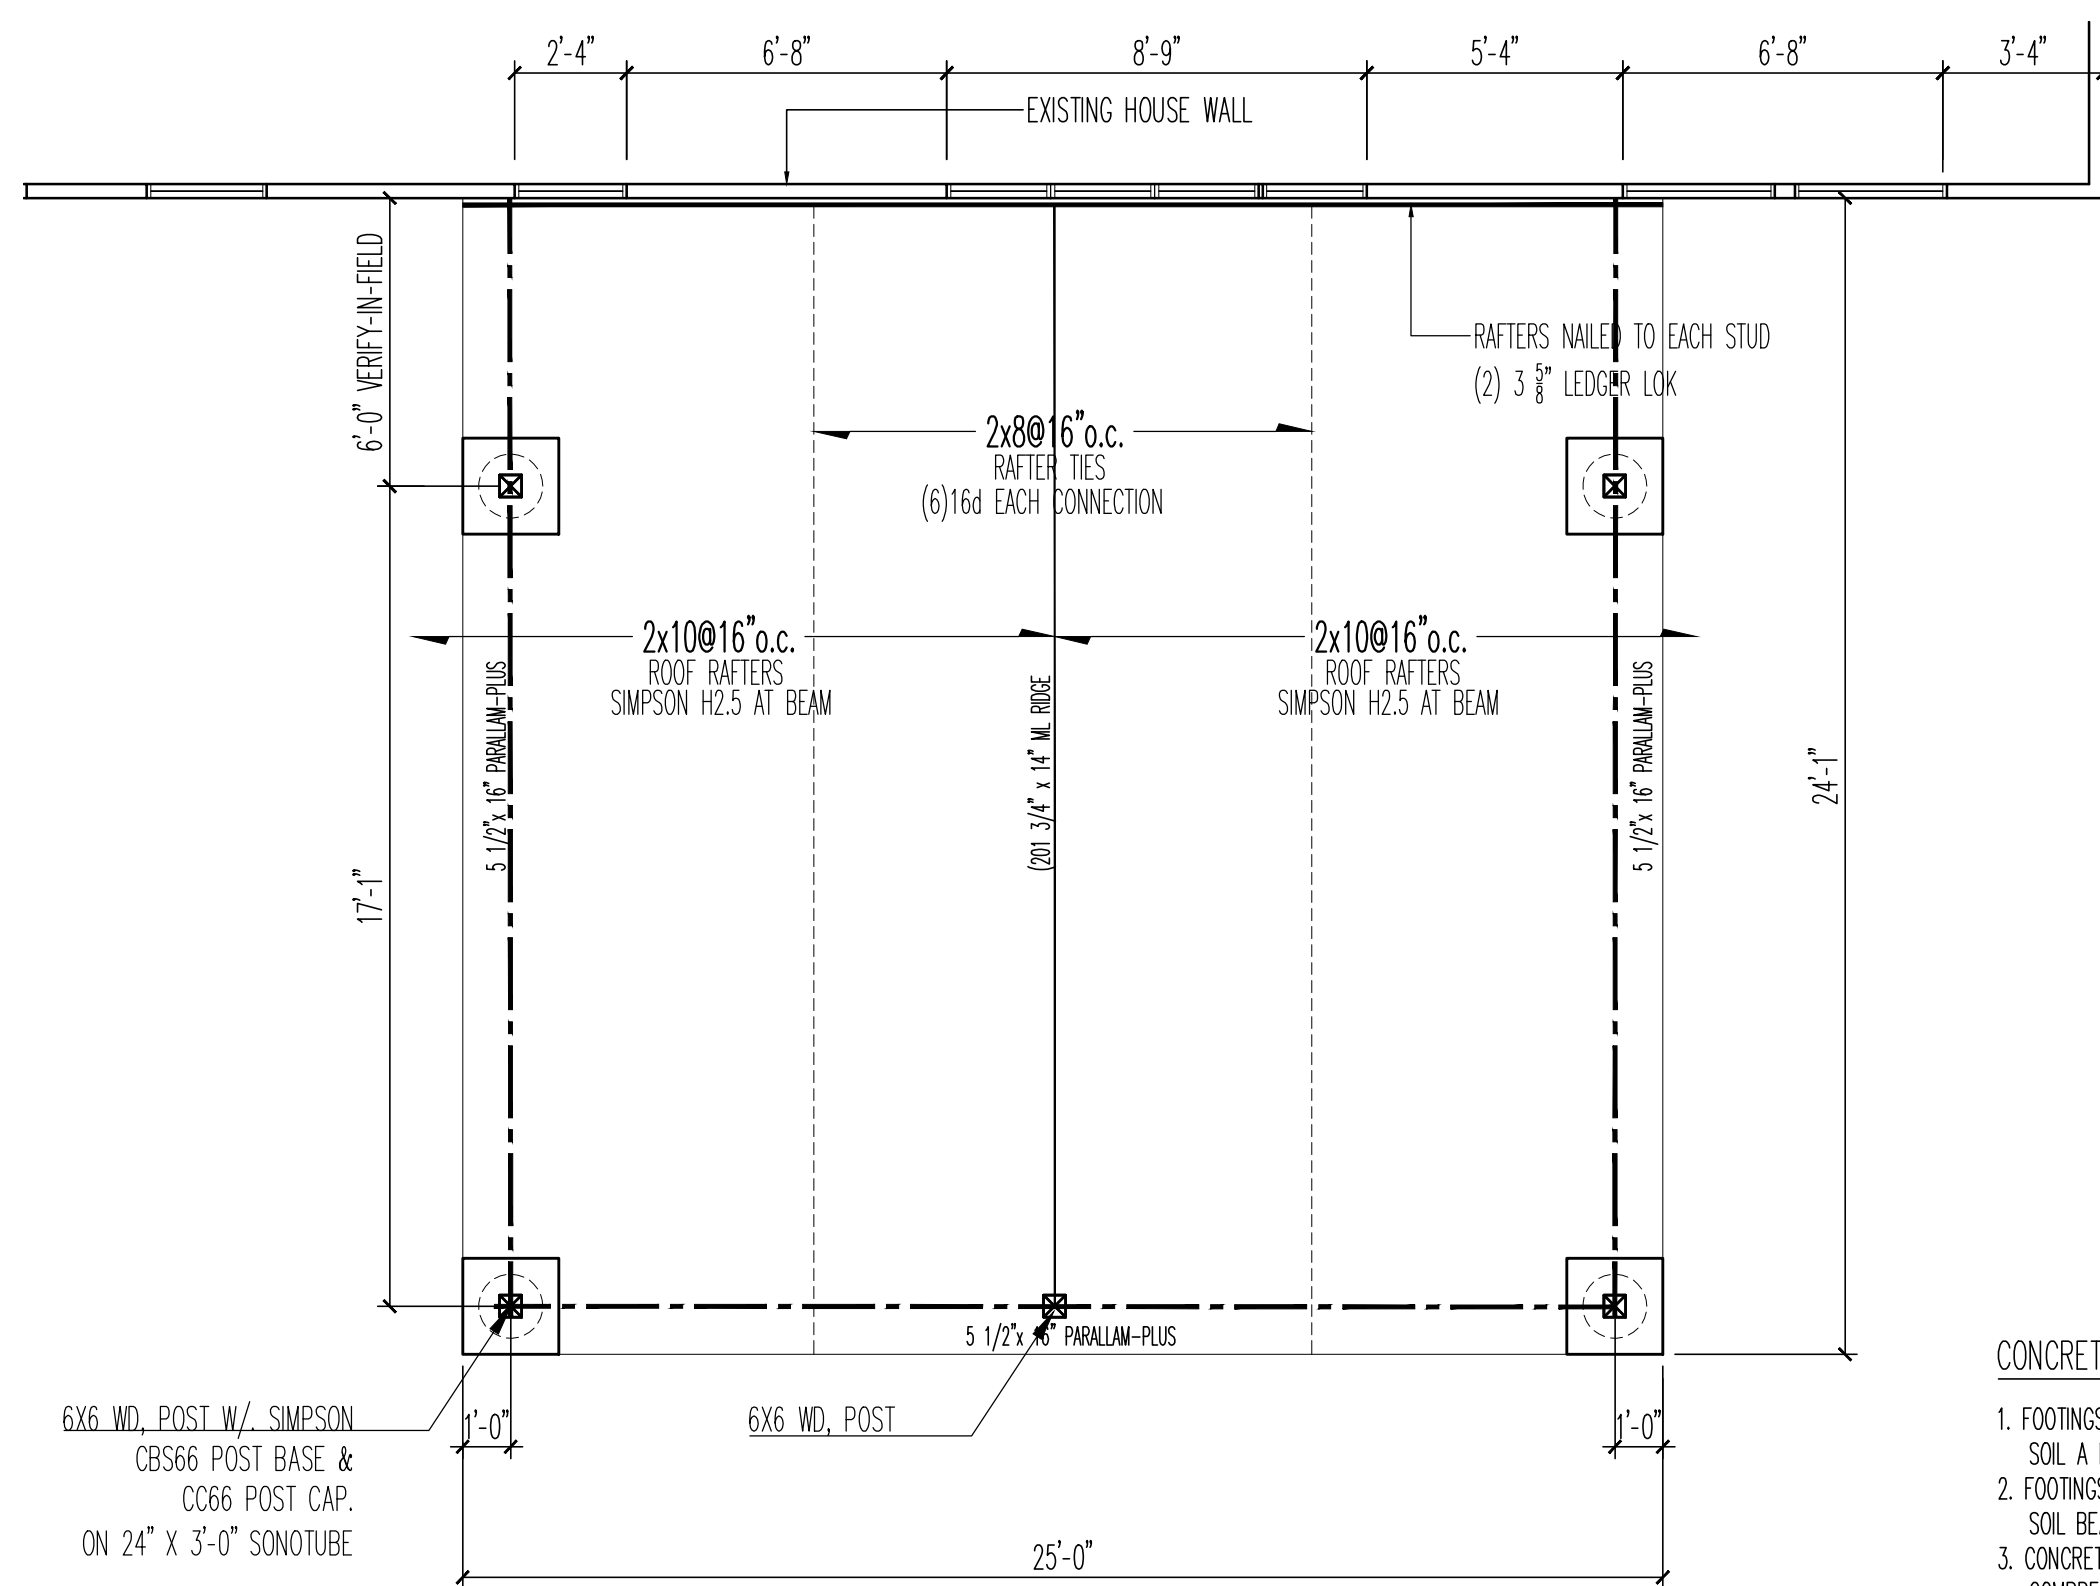 2'-4"
6'-8"
8'-9"
5'-4"
6'-8"
3'-4"
EXISTING HOUSE WALL
6'-0" VERIFY-IN-FIELD
RAFTERS NAILED TO EACH STUD
(2) 3 5/8" LEDGER LOK
2x8@16"o.c.
RAFTER TIES
(6)16d EACH CONNECTION
2x10@16"o.c.
ROOF RAFTERS
SIMPSON H2.5 AT BEAM
2x10@16"o.c.
ROOF RAFTERS
SIMPSON H2.5 AT BEAM
5 1/2"x 16" PARALLAM-PLUS
(201 3/4" x 14" ML RIDGE
5 1/2"x 16" PARALLAM-PLUS
24'-1"
17'-1"
5 1/2"x 16" PARALLAM-PLUS
6X6 WD, POST W/. SIMPSON
CBS66 POST BASE &
CC66 POST CAP.
ON 24" X 3'-0" SONOTUBE
1'-0"
6X6 WD, POST
1'-0"
25'-0"
CONCRET
1. FOOTINGS
SOIL A
2. FOOTINGS
SOIL BE
3. CONCRET